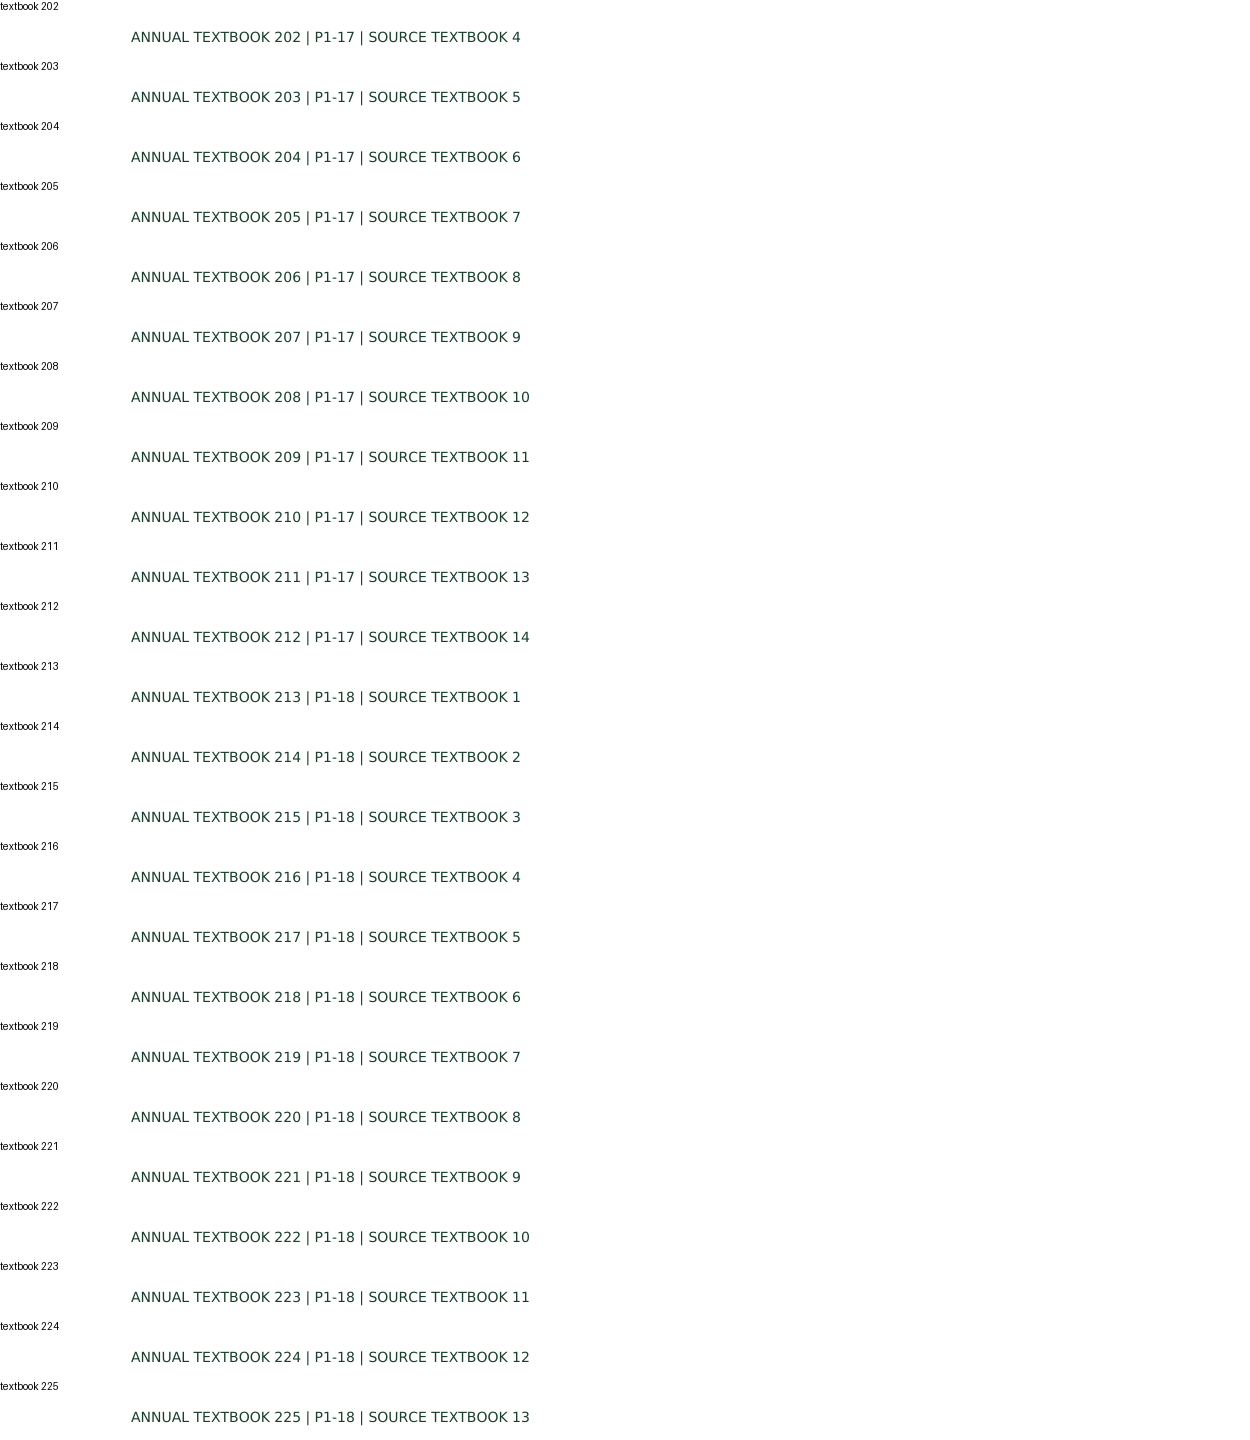 textbook 202
ANNUAL TEXTBOOK 202 | P1-17 | SOURCE TEXTBOOK 4
textbook 203
ANNUAL TEXTBOOK 203 | P1-17 | SOURCE TEXTBOOK 5
textbook 204
ANNUAL TEXTBOOK 204 | P1-17 | SOURCE TEXTBOOK 6
textbook 205
ANNUAL TEXTBOOK 205 | P1-17 | SOURCE TEXTBOOK 7
textbook 206
ANNUAL TEXTBOOK 206 | P1-17 | SOURCE TEXTBOOK 8
textbook 207
ANNUAL TEXTBOOK 207 | P1-17 | SOURCE TEXTBOOK 9
textbook 208
ANNUAL TEXTBOOK 208 | P1-17 | SOURCE TEXTBOOK 10
textbook 209
ANNUAL TEXTBOOK 209 | P1-17 | SOURCE TEXTBOOK 11
textbook 210
ANNUAL TEXTBOOK 210 | P1-17 | SOURCE TEXTBOOK 12
textbook 211
ANNUAL TEXTBOOK 211 | P1-17 | SOURCE TEXTBOOK 13
textbook 212
ANNUAL TEXTBOOK 212 | P1-17 | SOURCE TEXTBOOK 14
textbook 213
ANNUAL TEXTBOOK 213 | P1-18 | SOURCE TEXTBOOK 1
textbook 214
ANNUAL TEXTBOOK 214 | P1-18 | SOURCE TEXTBOOK 2
textbook 215
ANNUAL TEXTBOOK 215 | P1-18 | SOURCE TEXTBOOK 3
textbook 216
ANNUAL TEXTBOOK 216 | P1-18 | SOURCE TEXTBOOK 4
textbook 217
ANNUAL TEXTBOOK 217 | P1-18 | SOURCE TEXTBOOK 5
textbook 218
ANNUAL TEXTBOOK 218 | P1-18 | SOURCE TEXTBOOK 6
textbook 219
ANNUAL TEXTBOOK 219 | P1-18 | SOURCE TEXTBOOK 7
textbook 220
ANNUAL TEXTBOOK 220 | P1-18 | SOURCE TEXTBOOK 8
textbook 221
ANNUAL TEXTBOOK 221 | P1-18 | SOURCE TEXTBOOK 9
textbook 222
ANNUAL TEXTBOOK 222 | P1-18 | SOURCE TEXTBOOK 10
textbook 223
ANNUAL TEXTBOOK 223 | P1-18 | SOURCE TEXTBOOK 11
textbook 224
ANNUAL TEXTBOOK 224 | P1-18 | SOURCE TEXTBOOK 12
textbook 225
ANNUAL TEXTBOOK 225 | P1-18 | SOURCE TEXTBOOK 13